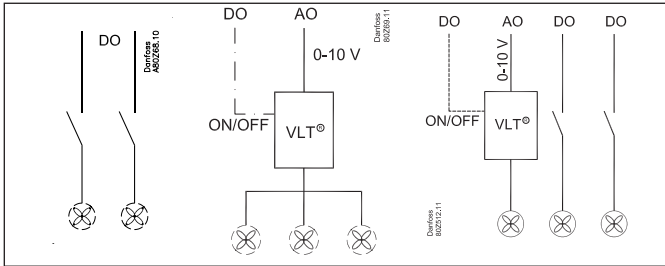 DO
Danfoss
A80Z68.10
DO
AO
Danfoss
80Z69.11
0-10 V
ON/OFF
VLT®
DO
AO
DO
DO
0-10 V
ON/OFF
VLT®
Danfoss
80Z512.11